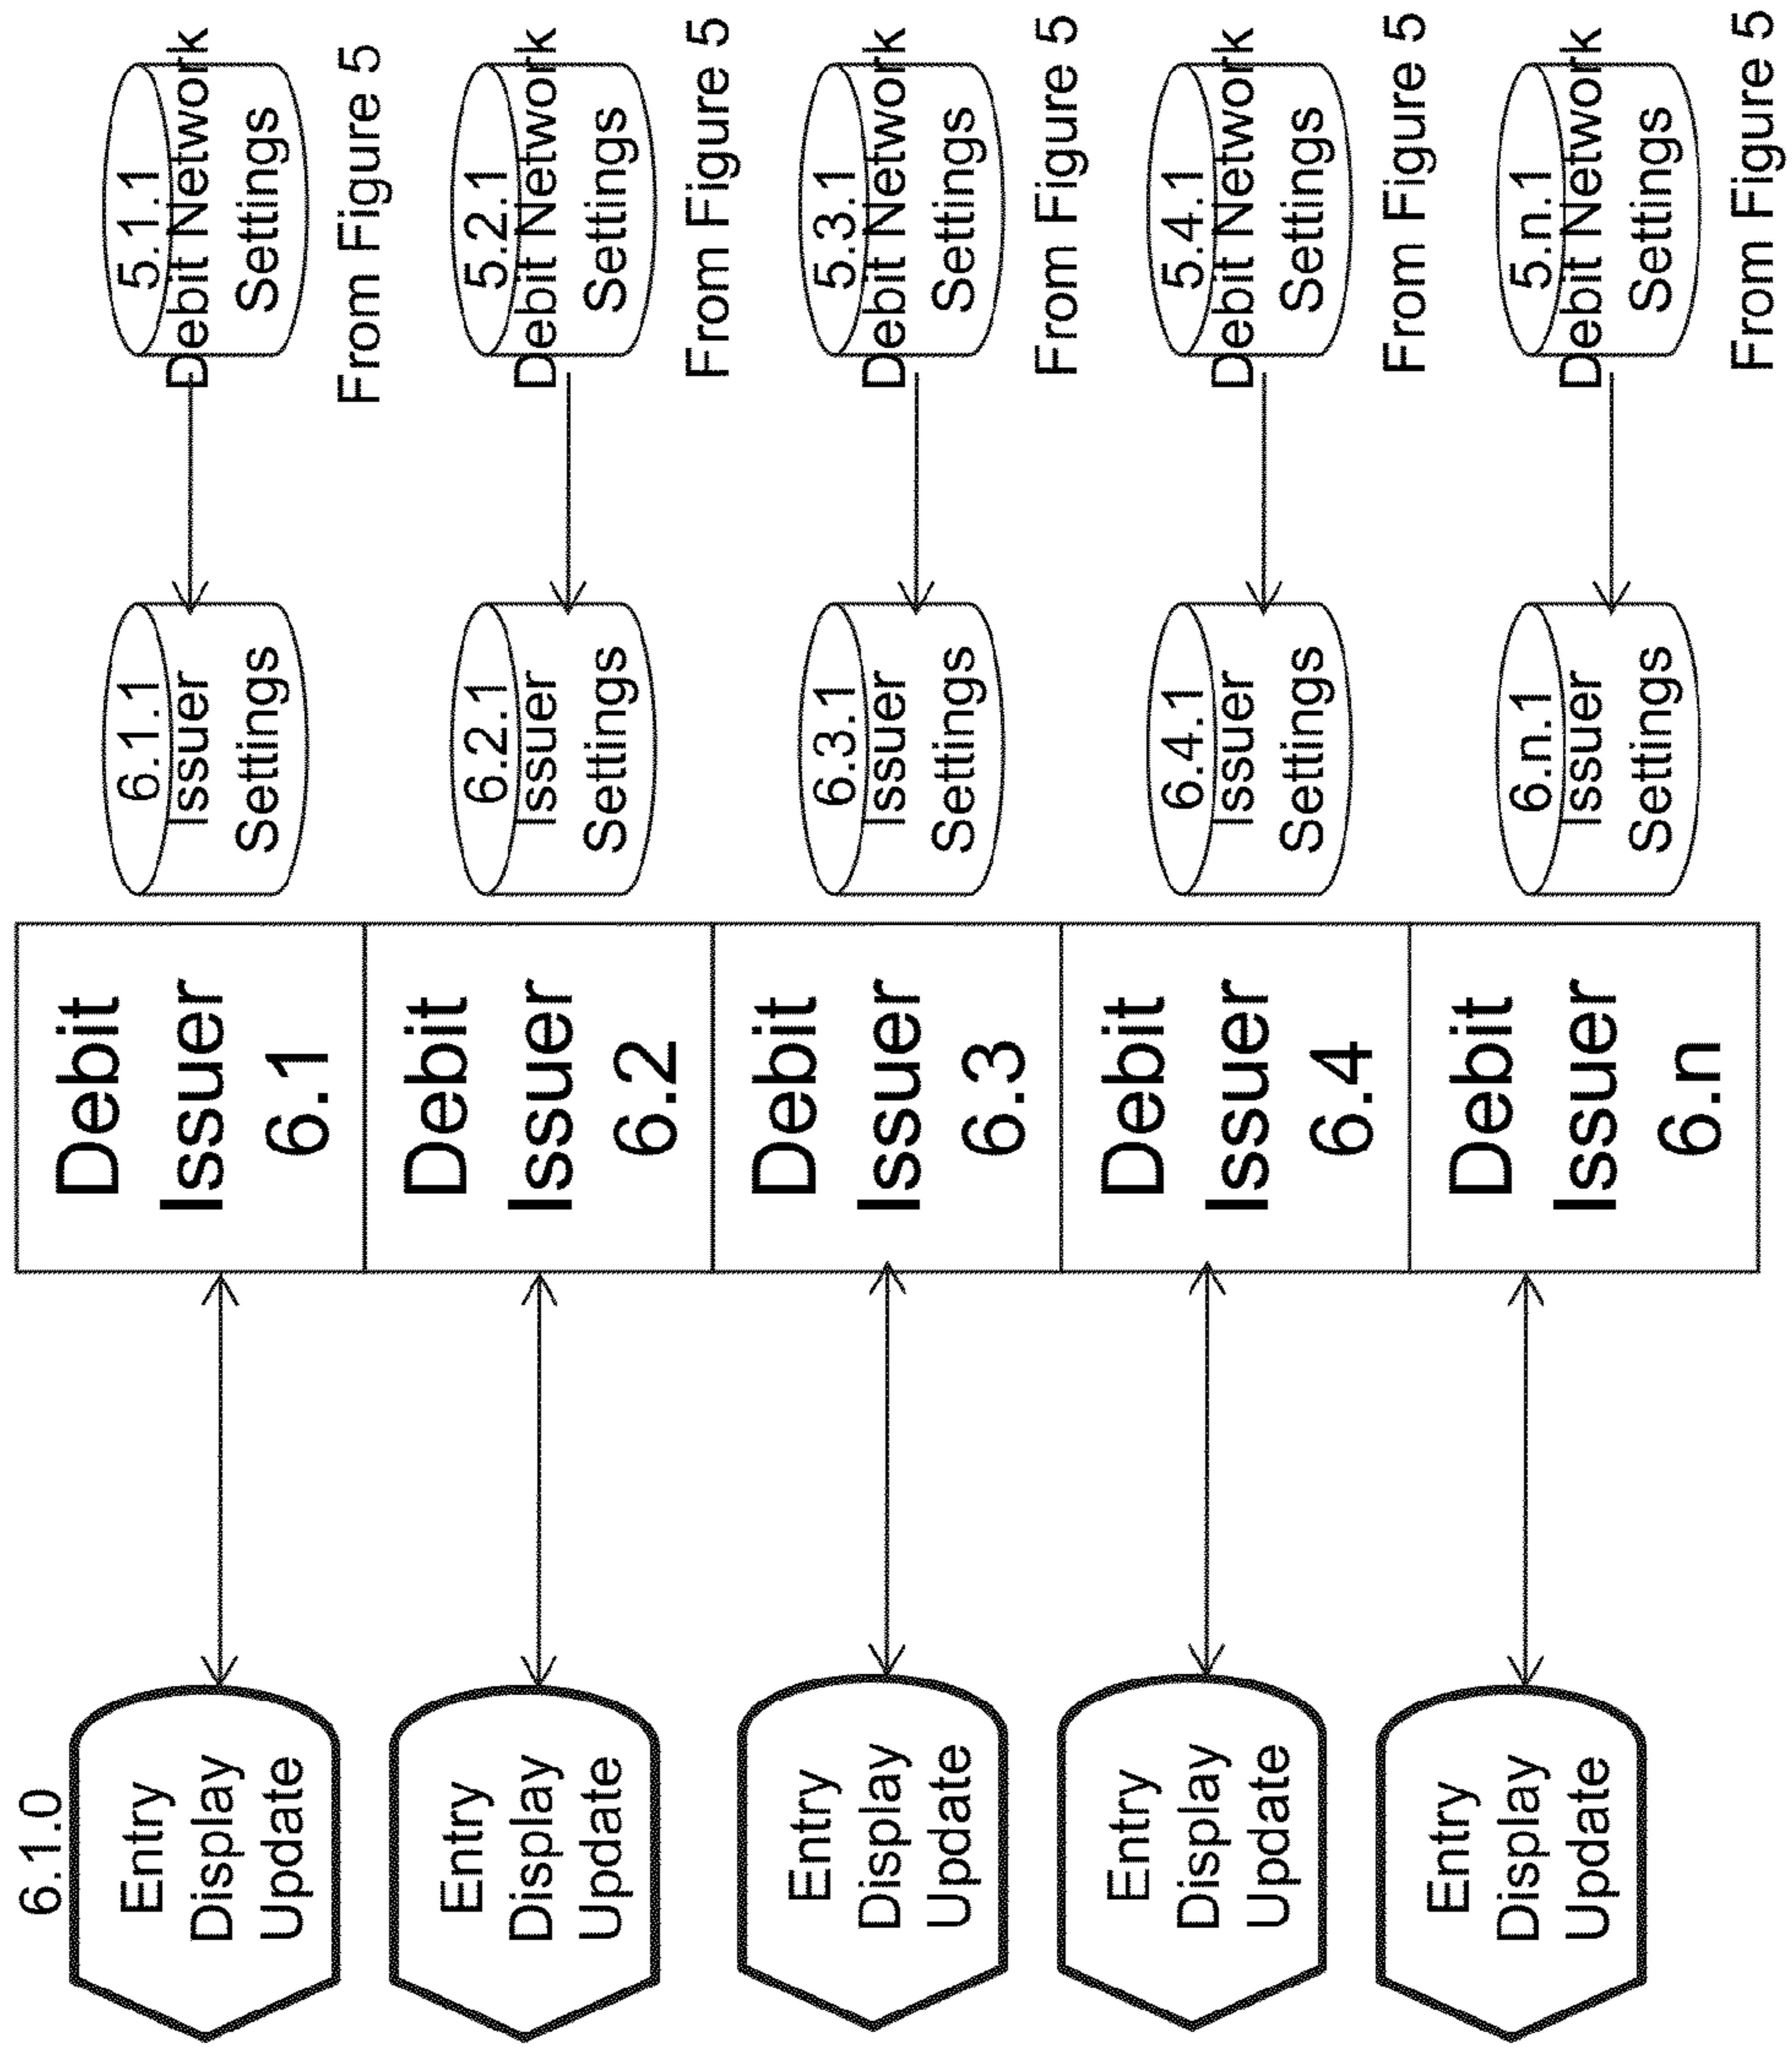 6.1.0
Entry
Display
Update
Debit
Issuer
6.1
6.1.1
Issuer
Settings
5.1.1
Debit Network
Settings
From Figure 5
Entry
Display
Update
Debit
Issuer
6.2
6.2.1
Issuer
Settings
5.2.1
Debit Network
Settings
From Figure 5
Entry
Display
Update
Debit
Issuer
6.3
6.3.1
Issuer
Settings
5.3.1
Debit Network
Settings
From Figure 5
Entry
Display
Update
Debit
Issuer
6.4
6.4.1
Issuer
Settings
5.4.1
Debit Network
Settings
From Figure 5
Entry
Display
Update
Debit
Issuer
6.n
6.n.1
Issuer
Settings
5.n.1
Debit Network
Settings
From Figure 5